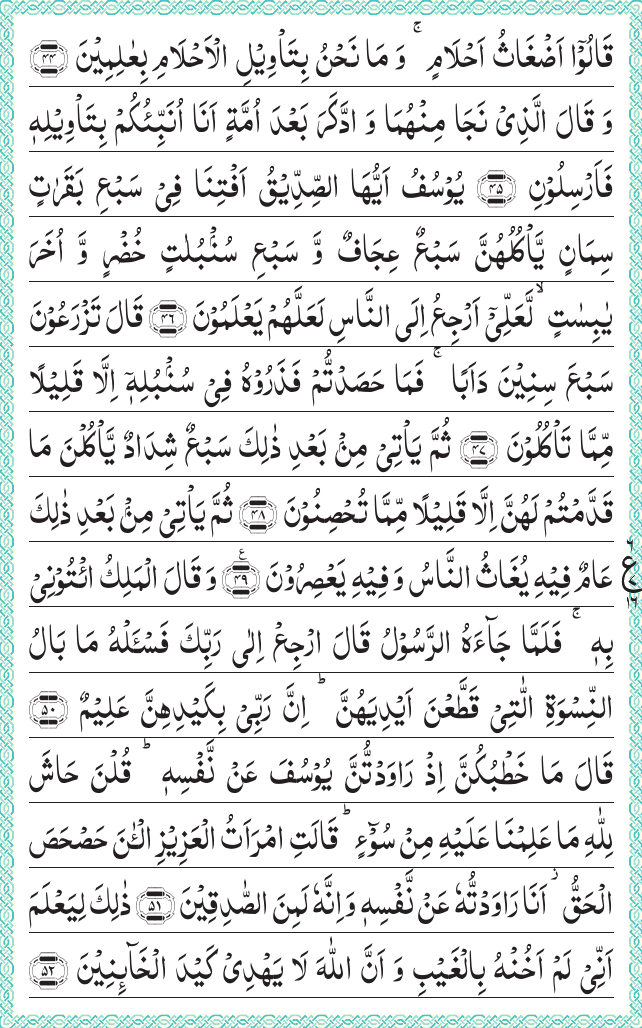 قَالُوْۤا اَضْغَاثُ اَحْلَامٍ ۚ وَ مَا نَحْنُ بِتَاْوِيْلِ الْاَحْلَامِ بِعٰلِمِيْنَ ﴿۴۴﴾
وَ قَالَ الَّذِيْ نَجَا مِنْهُمَا وَ ادَّكَرَ بَعْدَ اُمَّةٍ اَنَا اُنَبِّئُكُمْ بِتَاْوِيْلِهٖ
فَاَرْسِلُوْنِ ﴿۴۵﴾ يُوْسُفُ اَيُّهَا الصِّدِّيْقُ اَفْتِنَا فِيْ سَبْعِ بَقَرٰتٍ
سِمَانٍ يَّاْكُلُهُنَّ سَبْعٌ عِجَافٌ وَّ سَبْعِ سُنْۢبُلٰتٍ خُضْرٍ وَّ اُخَرَ
يٰبِسٰتٍ ۙ لَّعَلِّيْۤ اَرْجِعُ اِلَى النَّاسِ لَعَلَّهُمْ يَعْلَمُوْنَ ﴿۴۶﴾ قَالَ تَزْرَعُوْنَ
سَبْعَ سِنِيْنَ دَاَبًا ۚ فَمَا حَصَدْتُّمْ فَذَرُوْهُ فِيْ سُنْۢبُلِهٖۤ اِلَّا قَلِيْلًا
مِّمَّا تَاْكُلُوْنَ ﴿۴۷﴾ ثُمَّ يَاْتِيْ مِنْۢ بَعْدِ ذٰلِكَ سَبْعٌ شِدَادٌ يَّاْكُلْنَ مَا
قَدَّمْتُمْ لَهُنَّ اِلَّا قَلِيْلًا مِّمَّا تُحْصِنُوْنَ ﴿۴۸﴾ ثُمَّ يَاْتِيْ مِنْۢ بَعْدِ ذٰلِكَ
عَامٌ فِيْهِ يُغَاثُ النَّاسُ وَ فِيْهِ يَعْصِرُوْنَ ﴿۴۹﴾ع وَ قَالَ الْمَلِكُ ائْتُوْنِيْ
۶ ع ۱۶
بِهٖ ۚ فَلَمَّا جَآءَهُ الرَّسُوْلُ قَالَ ارْجِعْ اِلٰى رَبِّكَ فَسْـَٔلْهُ مَا بَالُ
النِّسْوَةِ الّٰتِيْ قَطَّعْنَ اَيْدِيَهُنَّ ؕ اِنَّ رَبِّيْ بِكَيْدِهِنَّ عَلِيْمٌ ﴿۵۰﴾
قَالَ مَا خَطْبُكُنَّ اِذْ رَاوَدْتُّنَّ يُوْسُفَ عَنْ نَّفْسِهٖ ؕ قُلْنَ حَاشَ
لِلّٰهِ مَا عَلِمْنَا عَلَيْهِ مِنْ سُوْٓءٍ ؕ قَالَتِ امْرَاَتُ الْعَزِيْزِ الْـٰٔنَ حَصْحَصَ
الْحَقُّ ؗ اَنَا رَاوَدْتُّهٗ عَنْ نَّفْسِهٖ وَ اِنَّهٗ لَمِنَ الصّٰدِقِيْنَ ﴿۵۱﴾ ذٰلِكَ لِيَعْلَمَ
اَنِّيْ لَمْ اَخُنْهُ بِالْغَيْبِ وَ اَنَّ اللّٰهَ لَا يَهْدِيْ كَيْدَ الْخَآئِنِيْنَ ﴿۵۲﴾